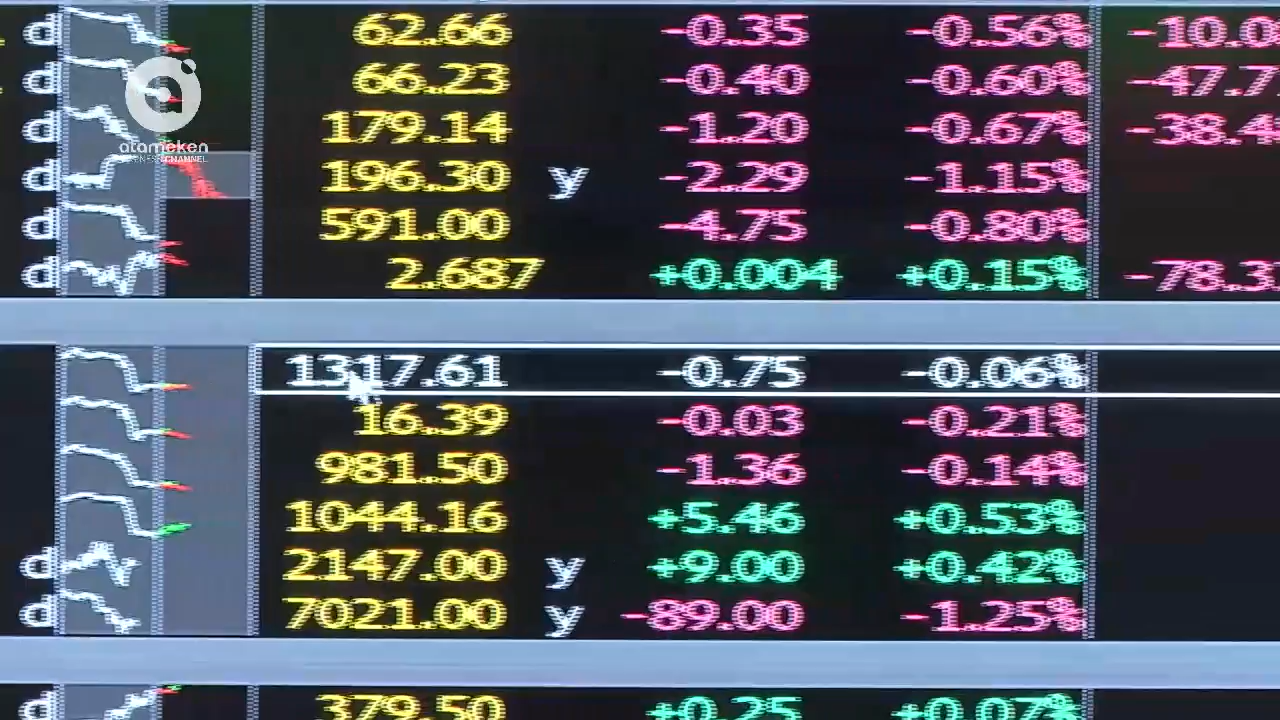 d 62.66 -0.35 -0.56%
d 66.23 -0.40 -0.60%
d 179.14 -1.20 -0.67%
atameken
BUSINESS CHANNEL
d 196.30 y -2.29 -1.15%
d 591.00 -4.75 -0.80%
d 2.687 +0.004 +0.15%
1317.61 -0.75 -0.06%
16.39 -0.03 -0.21%
981.50 -1.36 -0.14%
1044.16 +5.46 +0.53%
d 2147.00 y +9.00 +0.42%
d 7021.00 y -89.00 -1.25%
d 379.50 +0.25 +0.07%